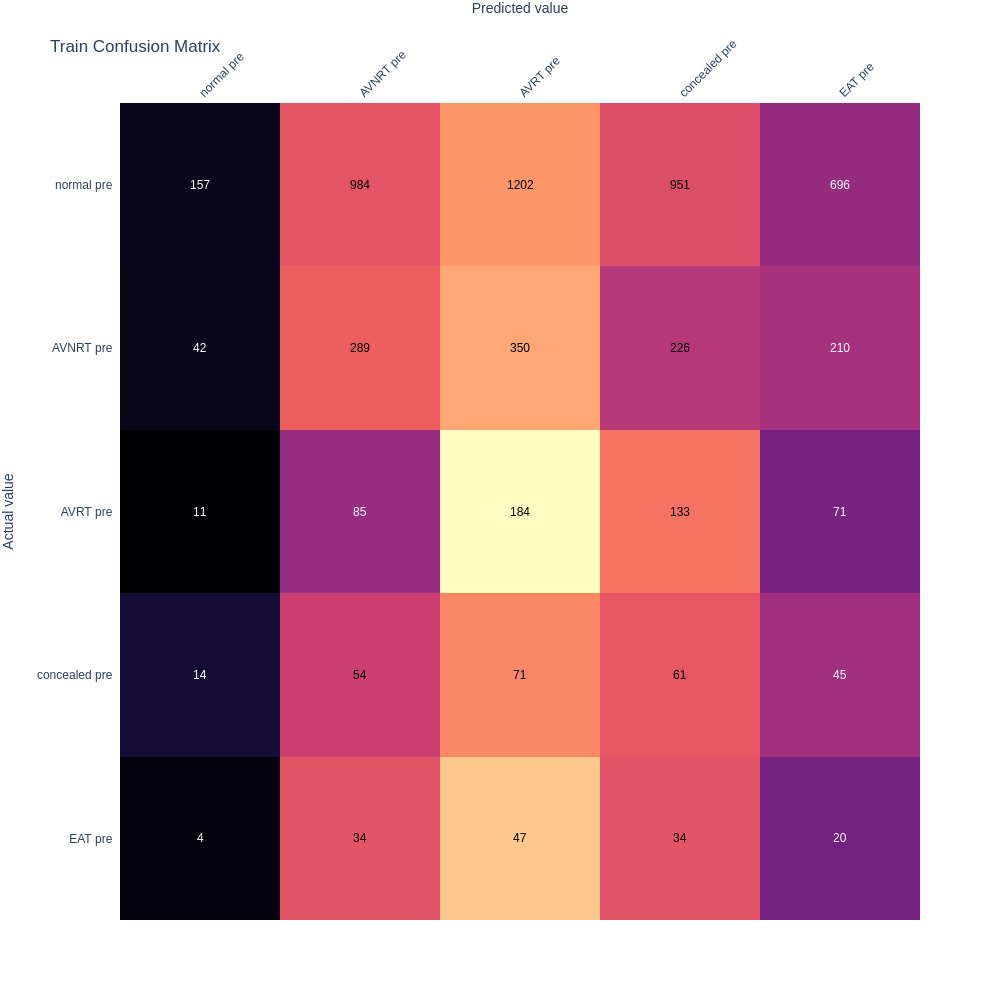 Predicted value
Train Confusion Matrix
normal pre
AVNRT pre
AVRT pre
concealed pre
EAT pre
normal pre 157 984 1202 951 696
AVNRT pre 42 289 350 226 210
AVRT pre 11 85 184 133 71
concealed pre 14 54 71 61 45
EAT pre 4 34 47 34 20
Actual value